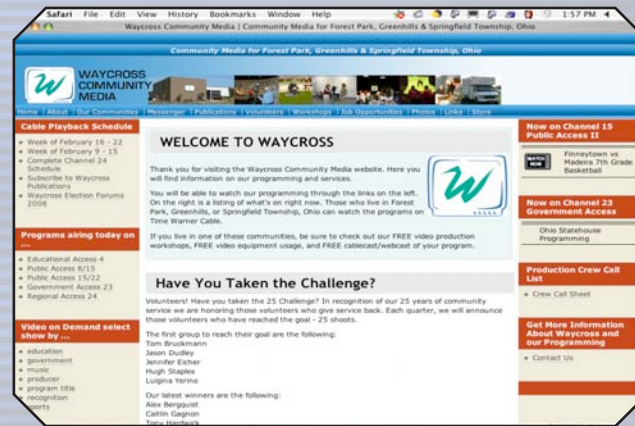 Safari File Edit View History Bookmarks Window Help 1:57 PM
Waycross Community Media | Community Media for Forest Park, Greenhills & Springfield Township, Ohio
Community Media for Forest Park, Greenhills & Springfield Township, Ohio
W
WAYCROSS
COMMUNITY
MEDIA
Home | About | Our Communities | Messenger | Publications | Volunteers | Workshops | Job Opportunities | Photos | Links | Store
Cable Playback Schedule
Week of February 16 - 22
Week of February 9 - 15
Complete Channel 24
Schedule
Subscribe to Waycross
Publications
Waycross Election Forums
2008
Programs airing today on
...
Educational Access 4
Public Access 8/15
Public Access 15/22
Government Access 23
Regional Access 24
Video on Demand select
show by ...
education
government
music
producer
program title
recognition
sports
WELCOME TO WAYCROSS
Thank you for visiting the Waycross Community Media website. Here you
will find information on our programming and services.
You will be able to watch our programming through the links on the left.
On the right is a listing of what's on right now. Those who live in Forest
Park, Greenhills, or Springfield Township, Ohio can watch the programs on
Time Warner Cable.
If you live in one of these communities, be sure to check out our FREE video production
workshops, FREE video equipment usage, and FREE cablecast/webcast of your program.
W
Have You Taken the Challenge?
Volunteers! Have you taken the 25 Challenge? In recognition of our 25 years of community
service we are honoring those volunteers who give service back. Each quarter, we will announce
those volunteers who have reached the goal - 25 shoots.
The first group to reach their goal are the following:
Tom Bruckmann
Jason Dudley
Jennifer Eicher
Hugh Staples
Luigina Yerino
Our latest winners are the following:
Alex Bergquist
Caitlin Gagnon
Tony Hardwick
Now on Channel 15
Public Access II
WATCH
NOW
Finneytown vs
Madeira 7th Grade
Basketball
Now on Channel 23
Government Access
Ohio Statehouse
Programming
Production Crew Call
List
Crew Call Sheet
Get More Information
About Waycross and
our Programming
Contact Us